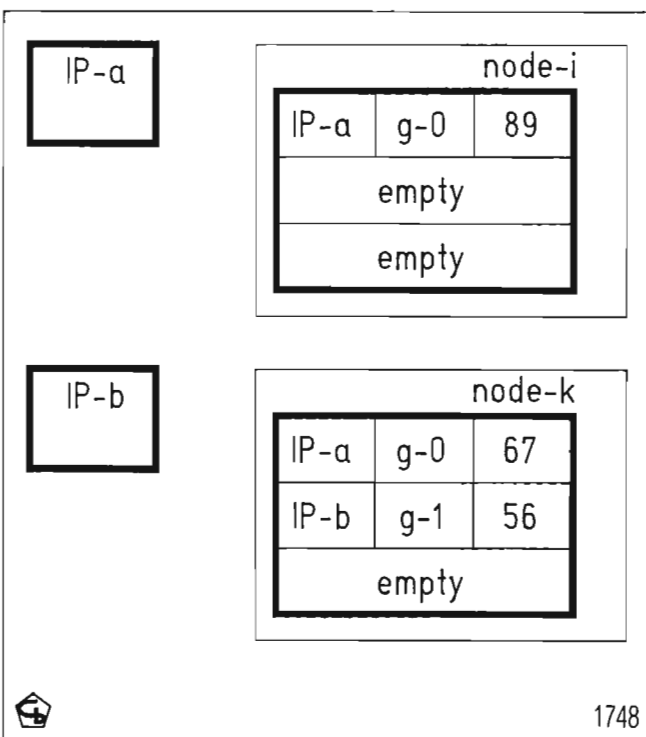 IP-a
node-i
IP-a g-0 89
empty
empty
IP-b
node-k
IP-a g-0 67
IP-b g-1 56
empty
1748